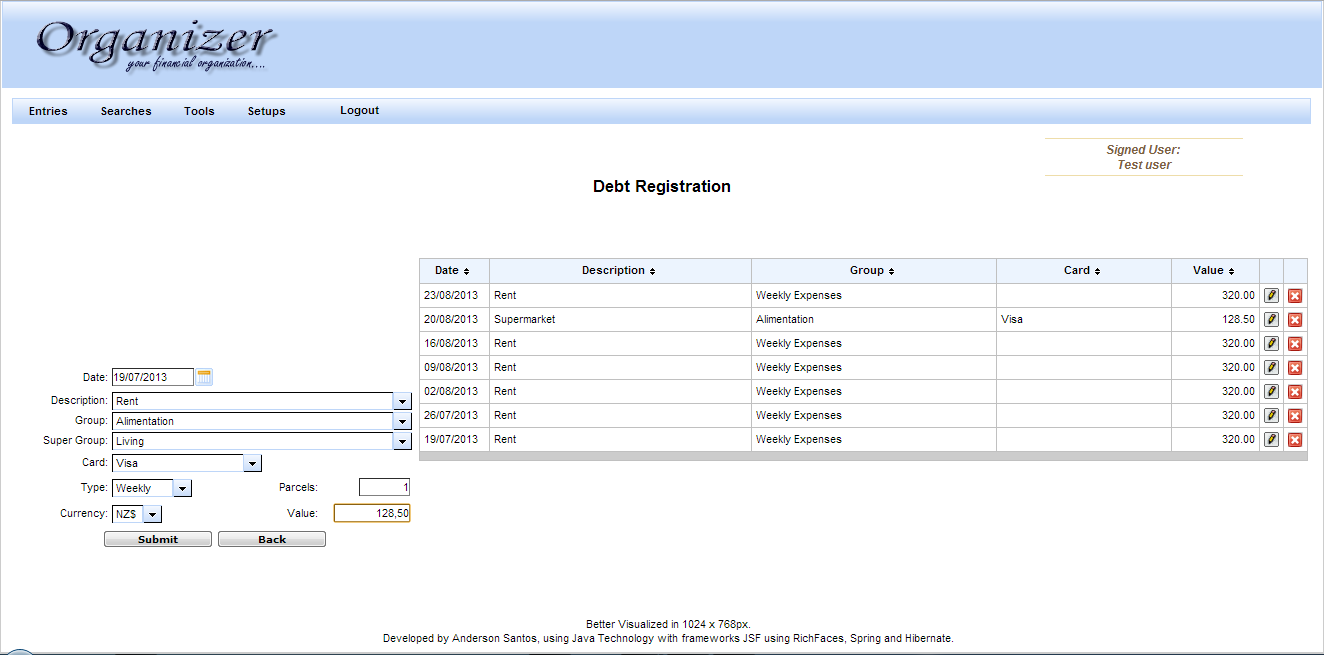 Organizer
your financial organization....
Entries Searches Tools Setups Logout
Signed User:
Test user
Debt Registration
Date Description Group Card Value
23/08/2013 Rent Weekly Expenses 320.00
20/08/2013 Supermarket Alimentation Visa 128.50
16/08/2013 Rent Weekly Expenses 320.00
09/08/2013 Rent Weekly Expenses 320.00
02/08/2013 Rent Weekly Expenses 320.00
26/07/2013 Rent Weekly Expenses 320.00
19/07/2013 Rent Weekly Expenses 320.00
Date: 19/07/2013
Description: Rent
Group: Alimentation
Super Group: Living
Card: Visa
Type: Weekly Parcels: 1
Currency: NZ$ Value: 128,50
Submit Back
Better Visualized in 1024 x 768px.
Developed by Anderson Santos, using Java Technology with frameworks JSF using RichFaces, Spring and Hibernate.